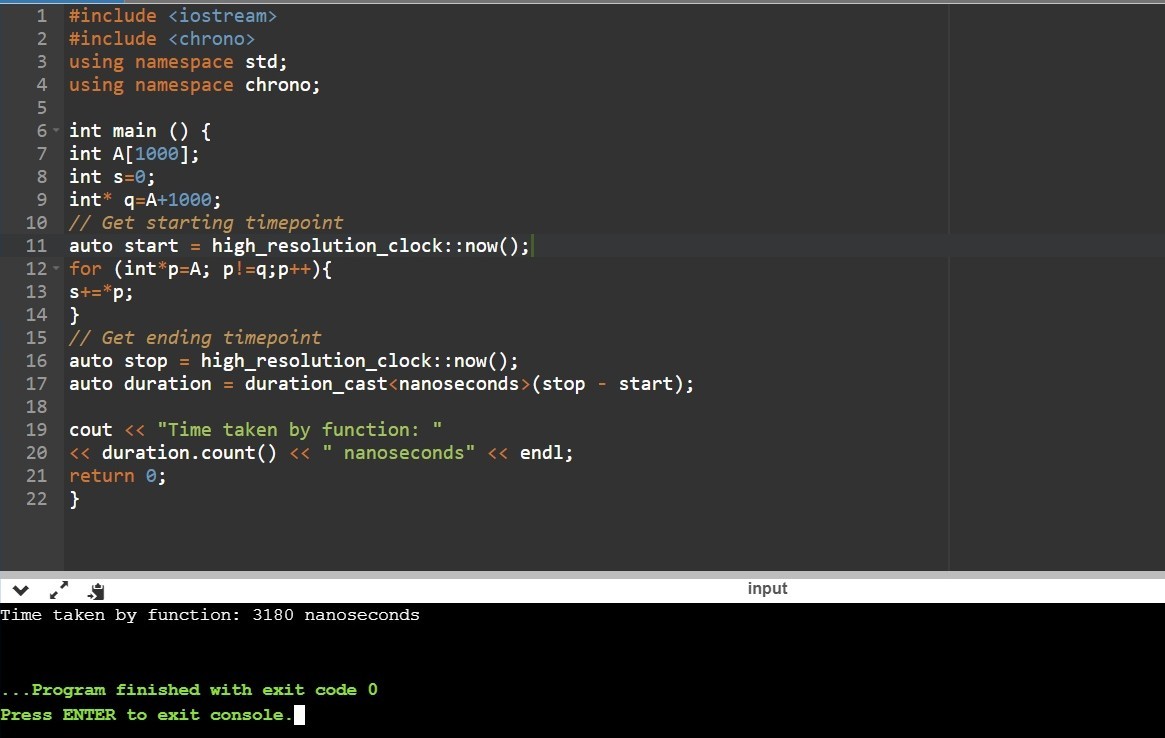 1 #include <iostream>
2 #include <chrono>
3 using namespace std;
4 using namespace chrono;
5
6 int main () {
7 int A[1000];
8 int s=0;
9 int* q=A+1000;
10 // Get starting timepoint
11 auto start = high_resolution_clock::now();
12 for (int*p=A; p!=q;p++){
13 s+=*p;
14 }
15 // Get ending timepoint
16 auto stop = high_resolution_clock::now();
17 auto duration = duration_cast<nanoseconds>(stop - start);
18
19 cout << "Time taken by function: "
20 << duration.count() << " nanoseconds" << endl;
21 return 0;
22 }
input
Time taken by function: 3180 nanoseconds
...Program finished with exit code 0
Press ENTER to exit console.